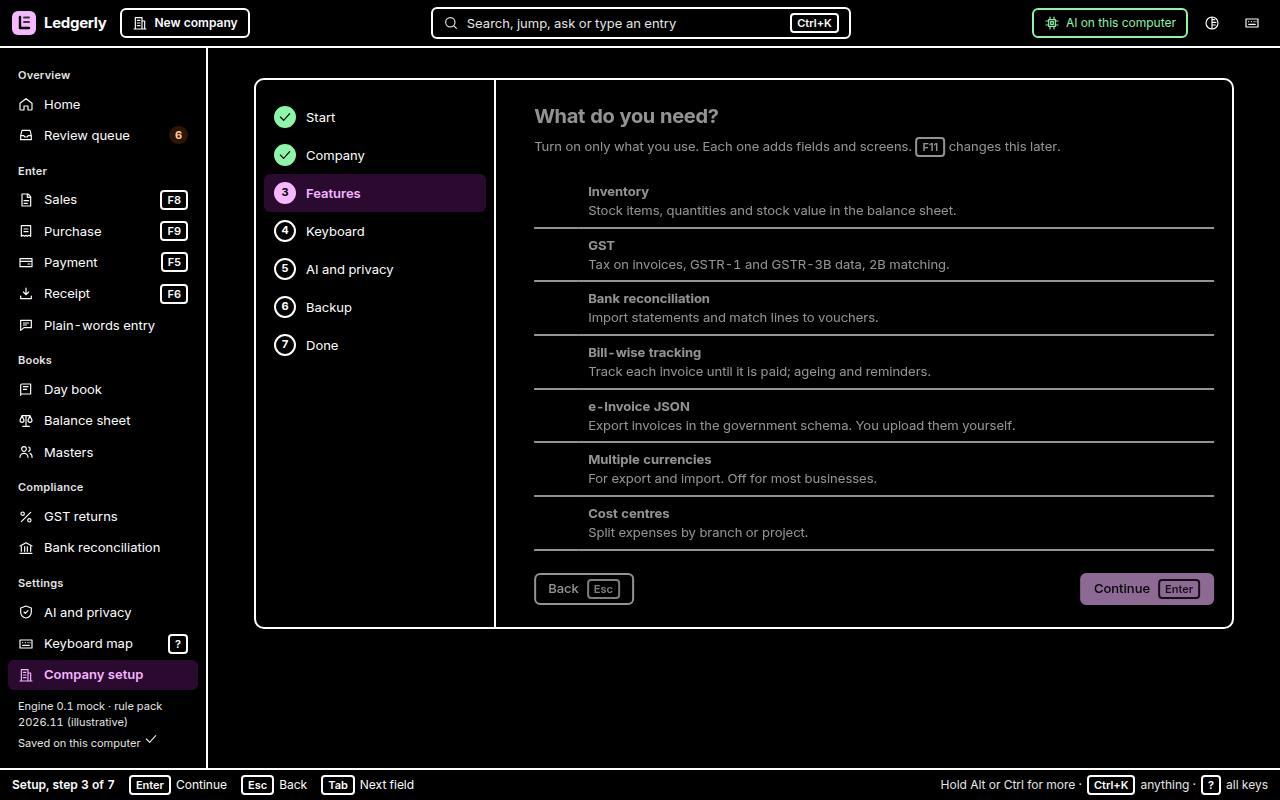 Ledgerly
New company
Search, jump, ask or type an entry
Ctrl+K
AI on this computer
Overview
Home
Review queue 6
Enter
Sales F8
Purchase F9
Payment F5
Receipt F6
Plain-words entry
Books
Day book
Balance sheet
Masters
Compliance
GST returns
Bank reconciliation
Settings
AI and privacy
Keyboard map ?
Company setup
Engine 0.1 mock · rule pack
2026.11 (illustrative)
Saved on this computer
Start
Company
3 Features
4 Keyboard
5 AI and privacy
6 Backup
7 Done
What do you need?
Turn on only what you use. Each one adds fields and screens. F11 changes this later.
Inventory
Stock items, quantities and stock value in the balance sheet.
GST
Tax on invoices, GSTR-1 and GSTR-3B data, 2B matching.
Bank reconciliation
Import statements and match lines to vouchers.
Bill-wise tracking
Track each invoice until it is paid; ageing and reminders.
e-Invoice JSON
Export invoices in the government schema. You upload them yourself.
Multiple currencies
For export and import. Off for most businesses.
Cost centres
Split expenses by branch or project.
Back Esc
Continue Enter
Setup, step 3 of 7 Enter Continue Esc Back Tab Next field
Hold Alt or Ctrl for more · Ctrl+K anything · ? all keys